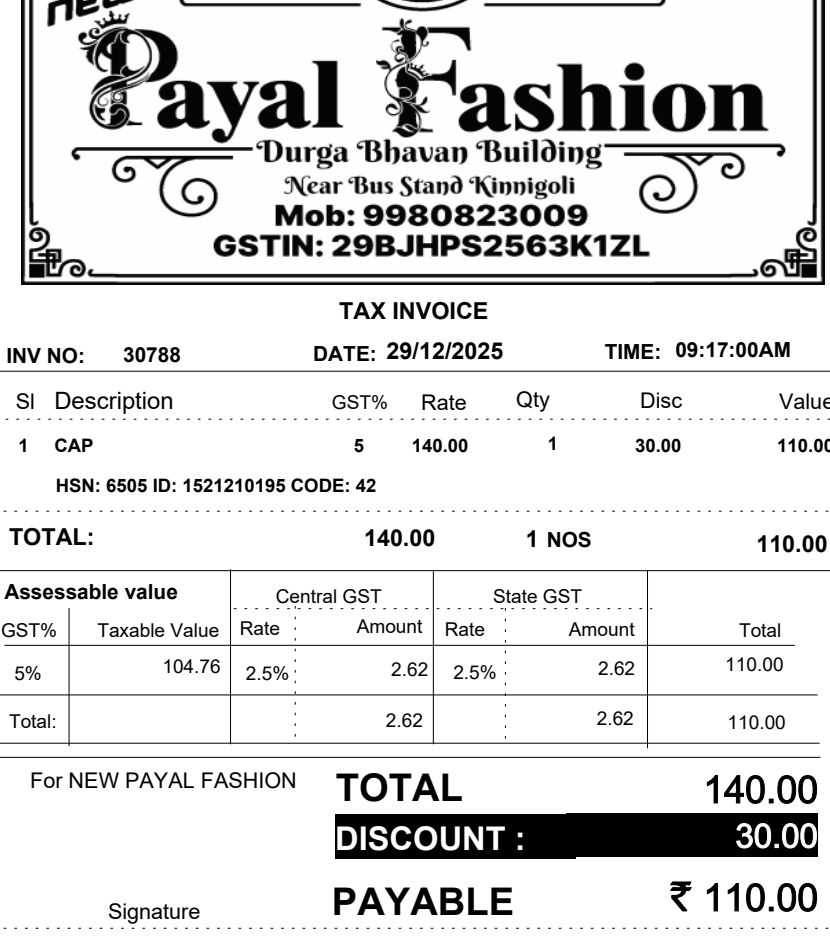 new
Payal Fashion
Durga Bhavan Building
Near Bus Stand Kinnigoli
Mob: 9980823009
GSTIN: 29BJHPS2563K1ZL
TAX INVOICE
INV NO: 30788 DATE: 29/12/2025 TIME: 09:17:00AM
Sl Description GST% Rate Qty Disc Value
1 CAP 5 140.00 1 30.00 110.00
HSN: 6505 ID: 1521210195 CODE: 42
TOTAL: 140.00 1 NOS 110.00
Assessable value Central GST State GST
GST% Taxable Value Rate Amount Rate Amount Total
5% 104.76 2.5% 2.62 2.5% 2.62 110.00
Total: 2.62 2.62 110.00
For NEW PAYAL FASHION TOTAL 140.00
DISCOUNT : 30.00
Signature PAYABLE ₹ 110.00